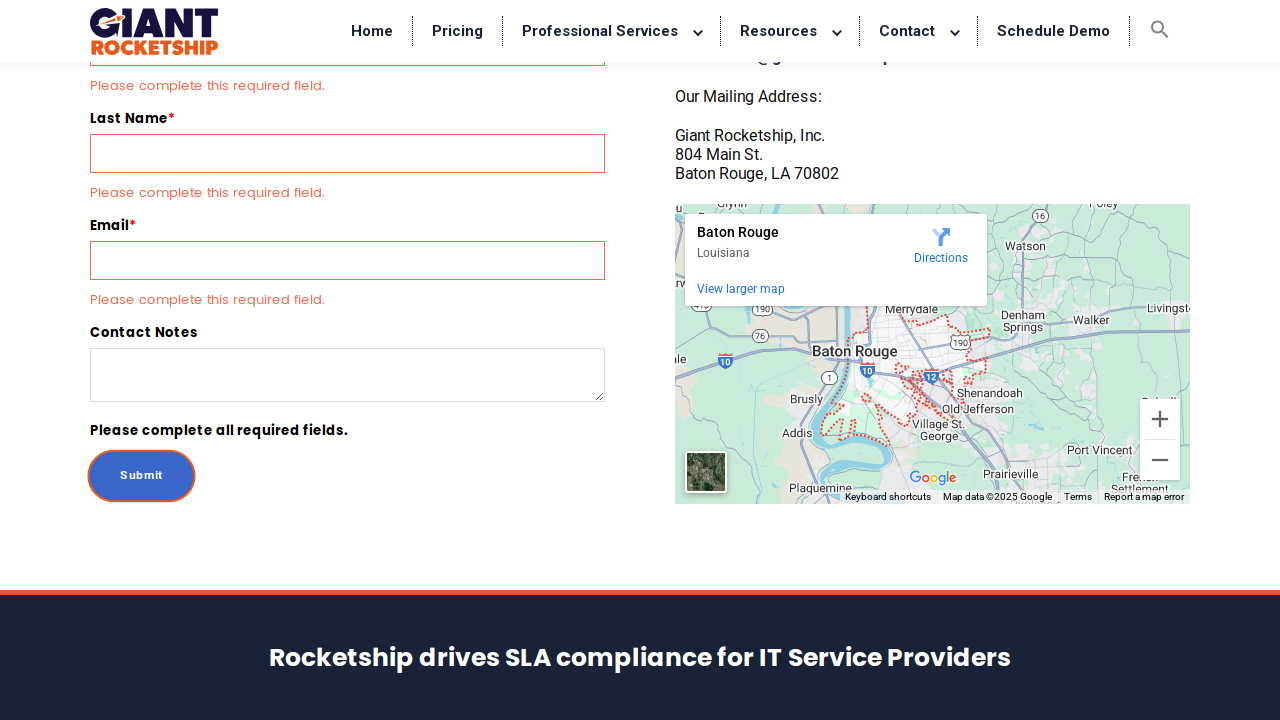 GIANT
ROCKETSHIP
Home
Pricing
Professional Services
Resources
Contact
Schedule Demo
Please complete this required field.
Last Name*
Please complete this required field.
Email*
Please complete this required field.
Contact Notes
Please complete all required fields.
Submit
Our Mailing Address:
Giant Rocketship, Inc.
804 Main St.
Baton Rouge, LA 70802
Baton Rouge
Louisiana
Directions
View larger map
16
Watson
190
Merrydale
Denham
Springs
Walker
76
190
Baton Rouge
10
10
12
1
Shenandoah
Brusly
Old Jefferson
Village St.
George
Addis
Port Vincent
Prairieville
Plaquemine
Google
Keyboard shortcuts
Map data ©2025 Google
Terms
Report a map error
Rocketship drives SLA compliance for IT Service Providers